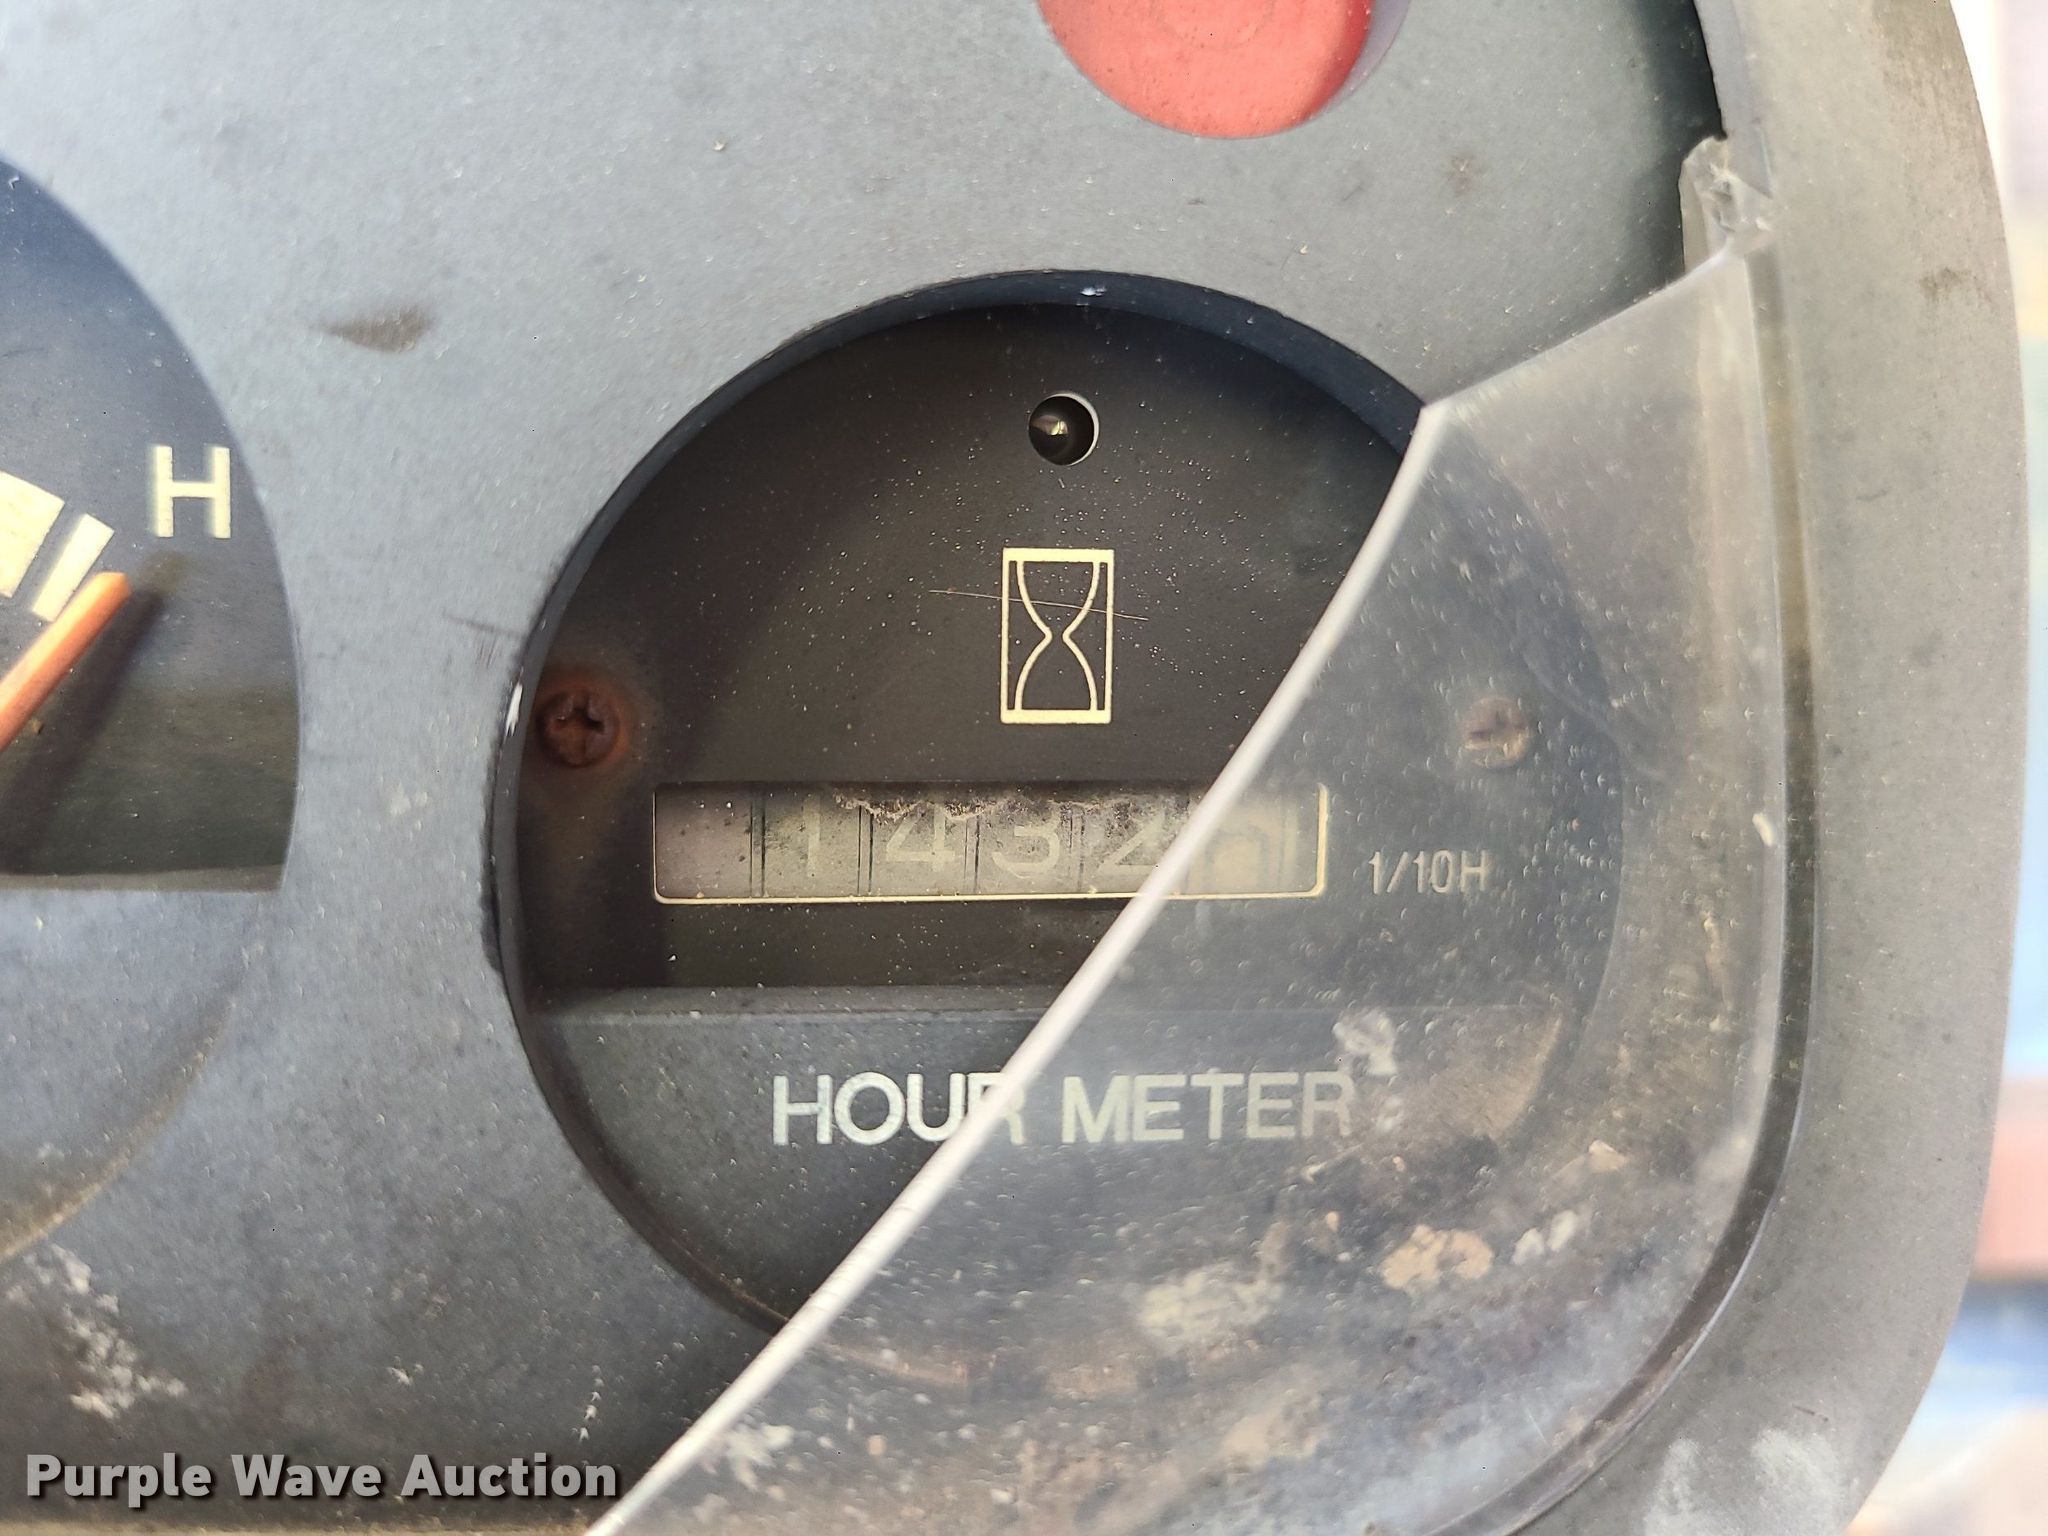 H
1432
1/10H
HOUR METER
Purple Wave Auction